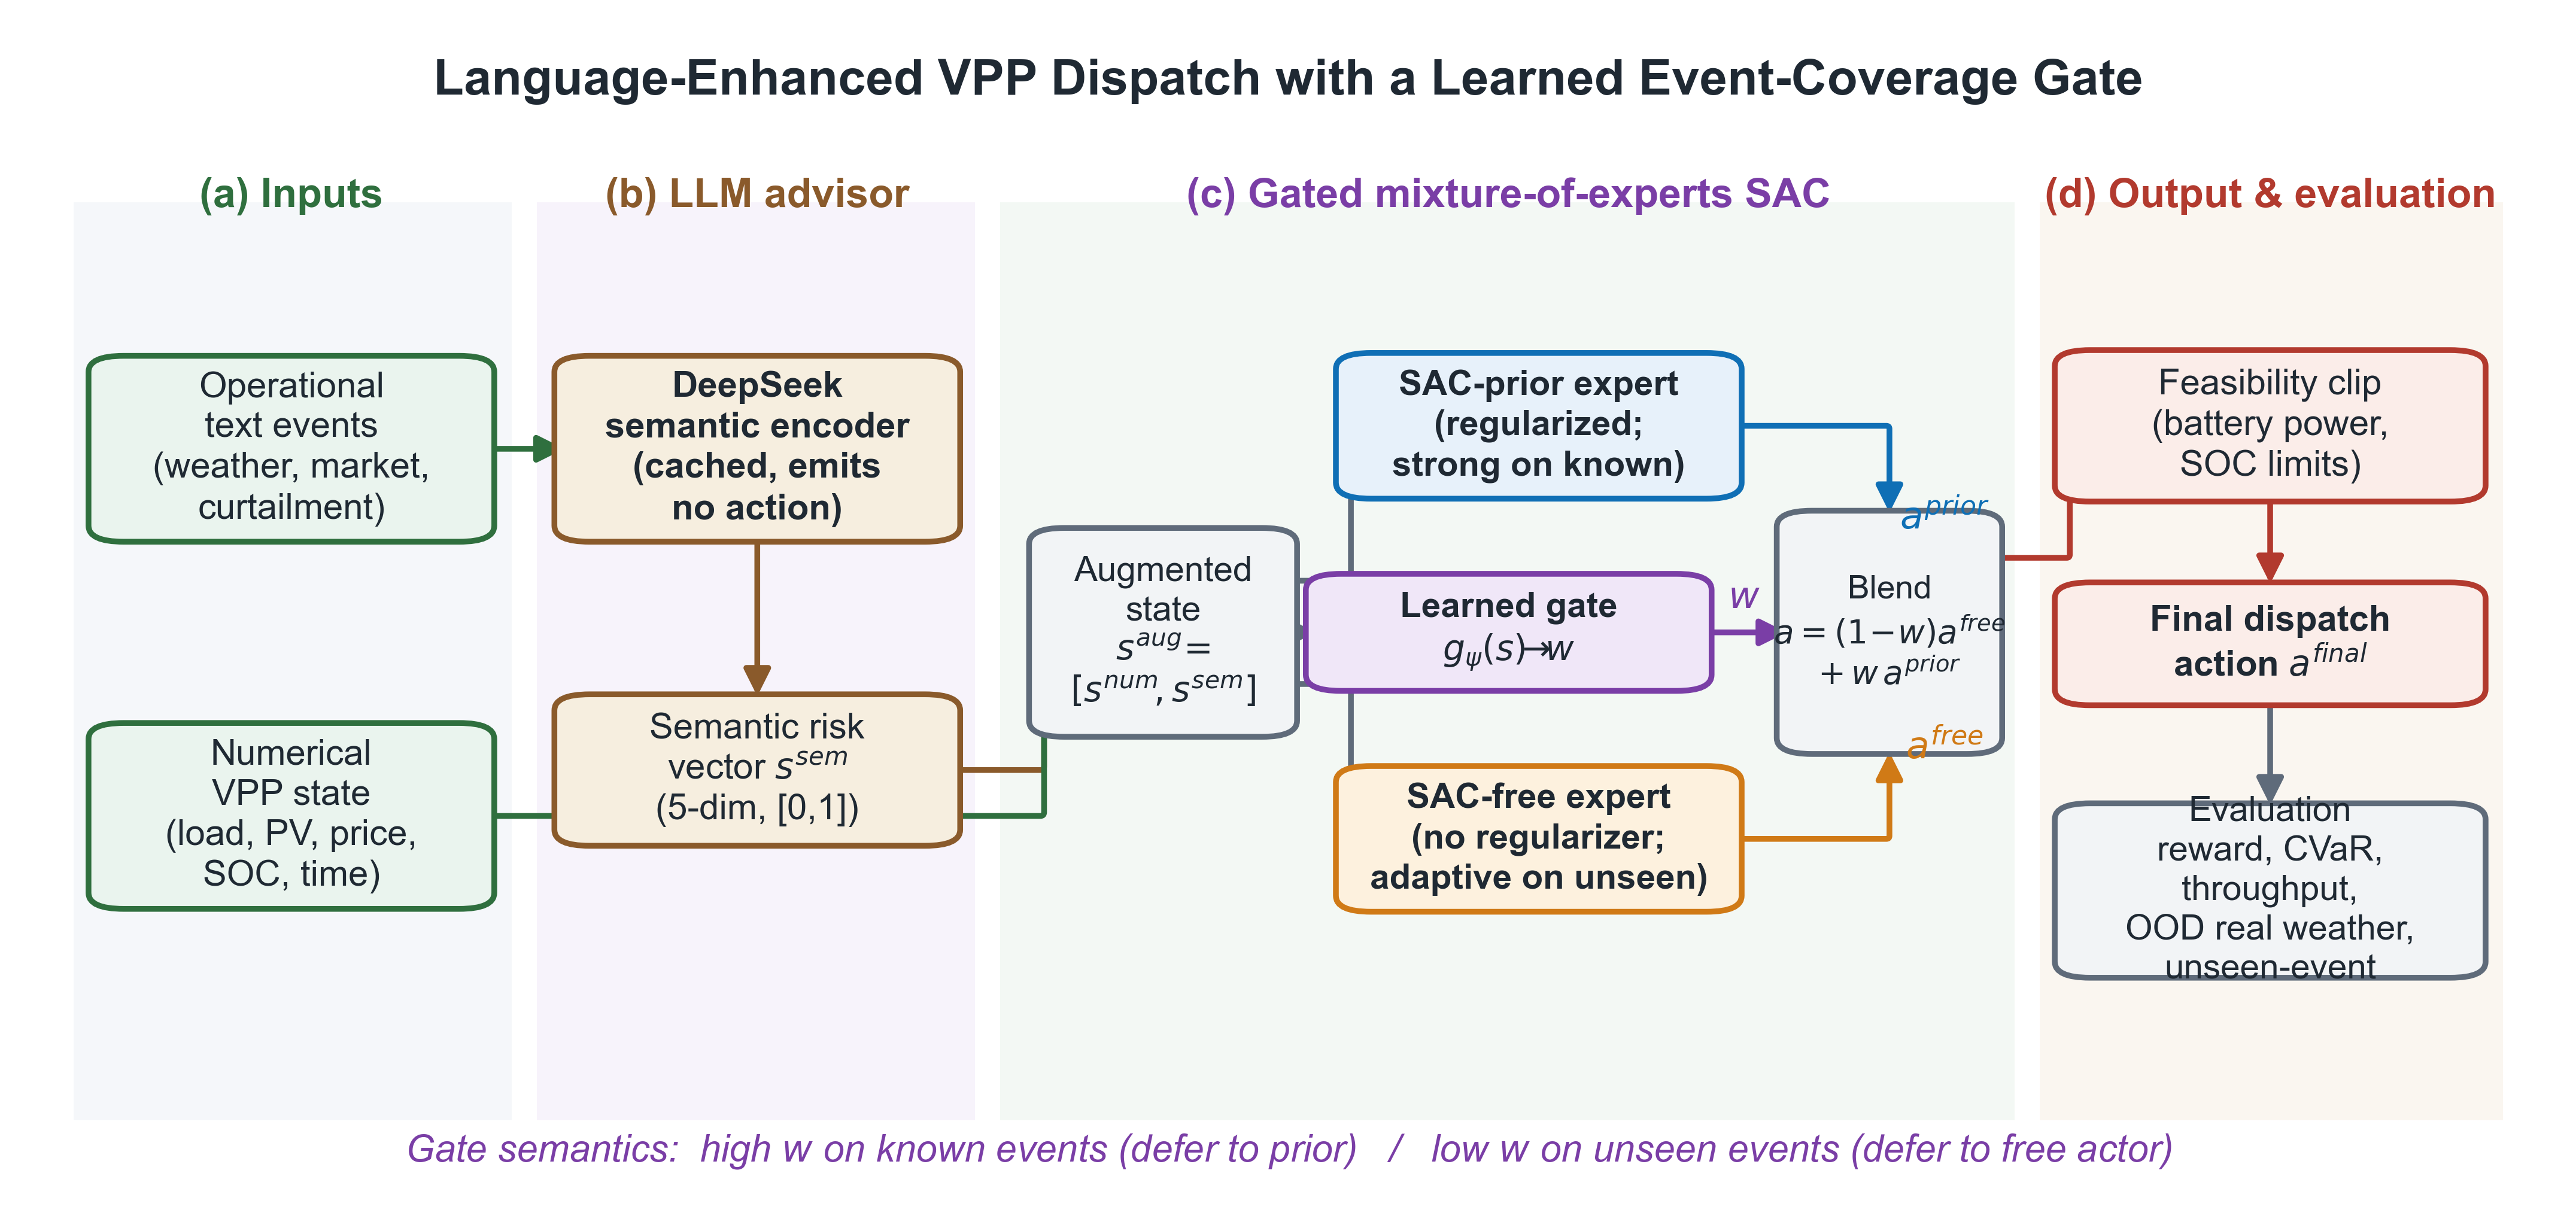 Language-Enhanced VPP Dispatch with a Learned Event-Coverage Gate
(a) Inputs
Operational
text events
(weather, market,
curtailment)
Numerical
VPP state
(load, PV, price,
SOC, time)
(b) LLM advisor
DeepSeek
semantic encoder
(cached, emits
no action)
Semantic risk
vector s^sem
(5-dim, [0,1])
(c) Gated mixture-of-experts SAC
Augmented
state
s^aug =
[s^num, s^sem]
SAC-prior expert
(regularized;
strong on known)
Learned gate
g_ψ(s)→w
SAC-free expert
(no regularizer;
adaptive on unseen)
w
a^prior
Blend
a = (1−w)a^free
+ w a^prior
a^free
(d) Output & evaluation
Feasibility clip
(battery power,
SOC limits)
Final dispatch
action a^final
Evaluation
reward, CVaR,
throughput,
OOD real weather,
unseen-event
Gate semantics: high w on known events (defer to prior) / low w on unseen events (defer to free actor)